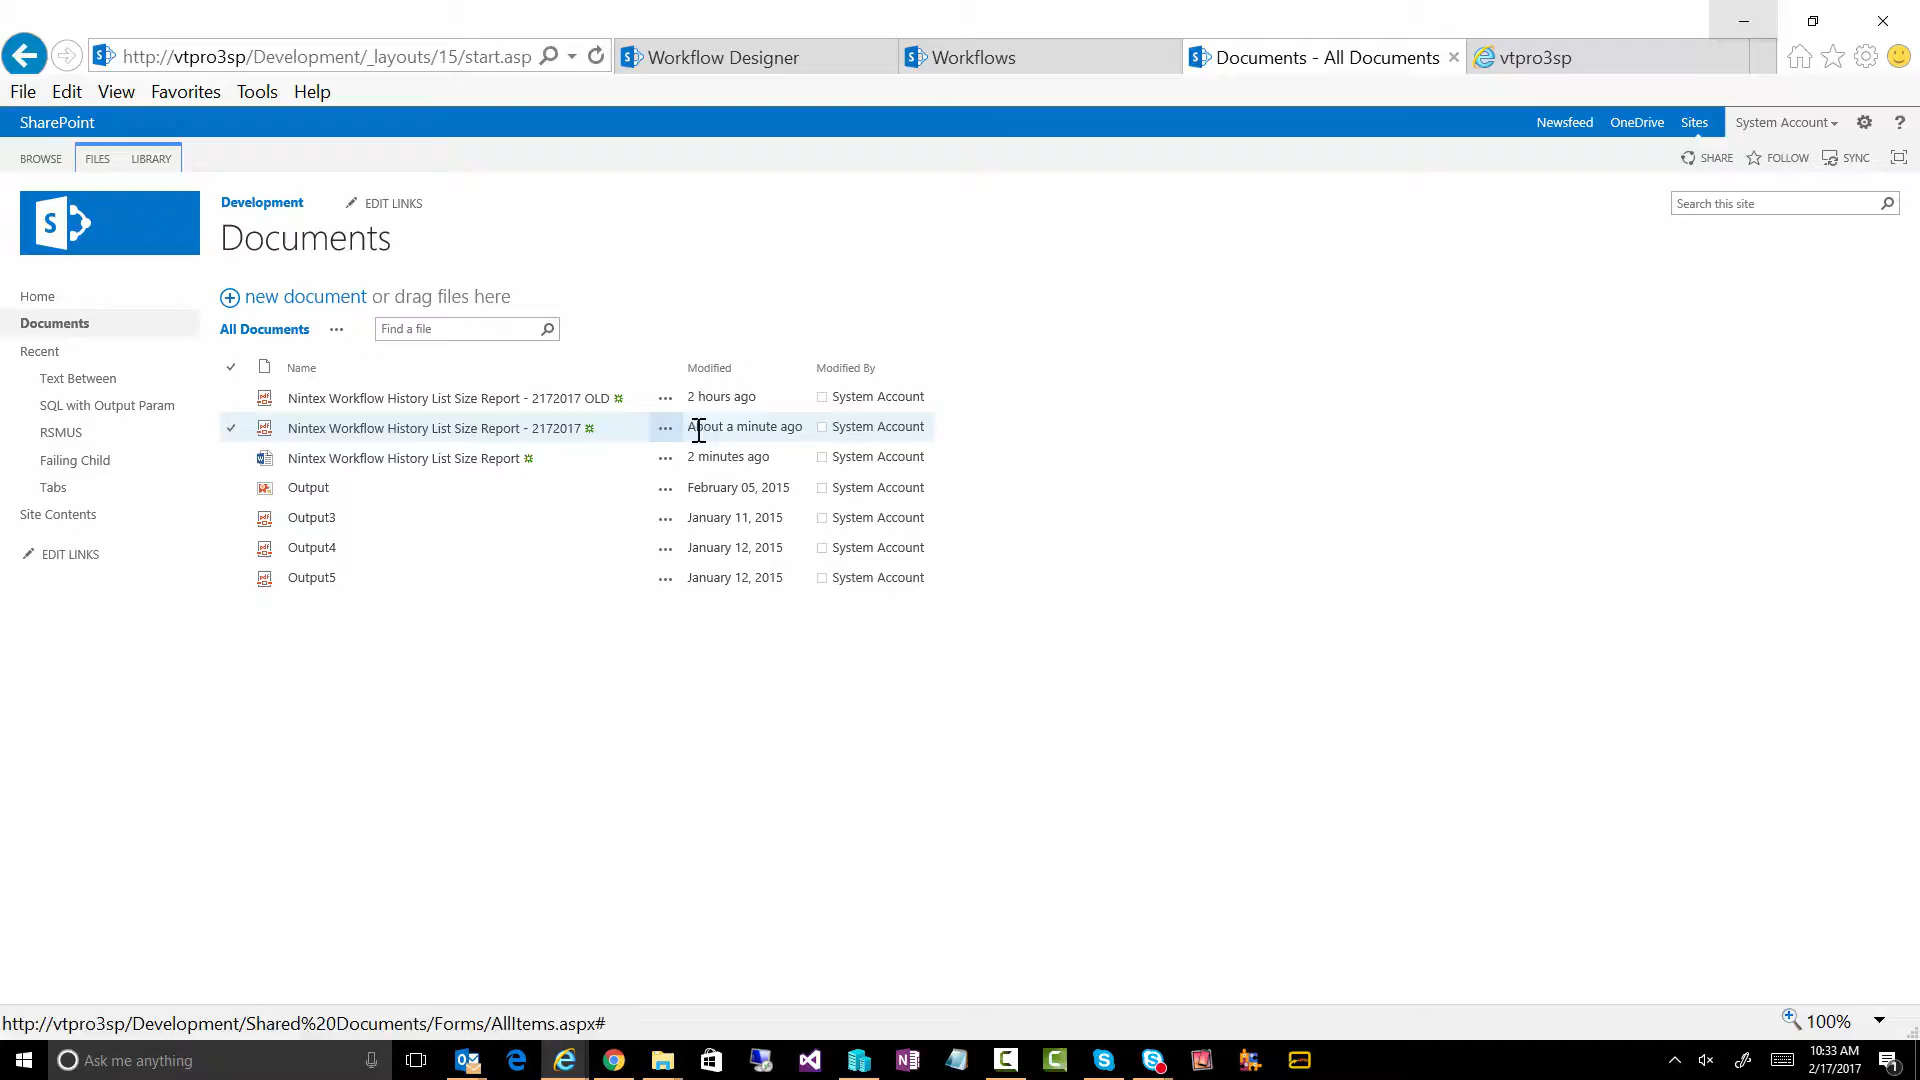 http://vtpro3sp/Development/_layouts/15/start.asp
Workflow Designer
Workflows
Documents - All Documents
vtpro3sp
File Edit View Favorites Tools Help
SharePoint
Newsfeed OneDrive Sites System Account ?
BROWSE FILES LIBRARY
SHARE FOLLOW SYNC
Development EDIT LINKS
Search this site
Documents
Home
Documents
Recent
Text Between
SQL with Output Param
RSMUS
Failing Child
Tabs
Site Contents
EDIT LINKS
new document or drag files here
All Documents ... Find a file
Name Modified Modified By
Nintex Workflow History List Size Report - 2172017 OLD ... 2 hours ago System Account
Nintex Workflow History List Size Report - 2172017 ... About a minute ago System Account
Nintex Workflow History List Size Report ... 2 minutes ago System Account
Output ... February 05, 2015 System Account
Output3 ... January 11, 2015 System Account
Output4 ... January 12, 2015 System Account
Output5 ... January 12, 2015 System Account
http://vtpro3sp/Development/Shared%20Documents/Forms/AllItems.aspx#
100%
Ask me anything
10:33 AM
2/17/2017